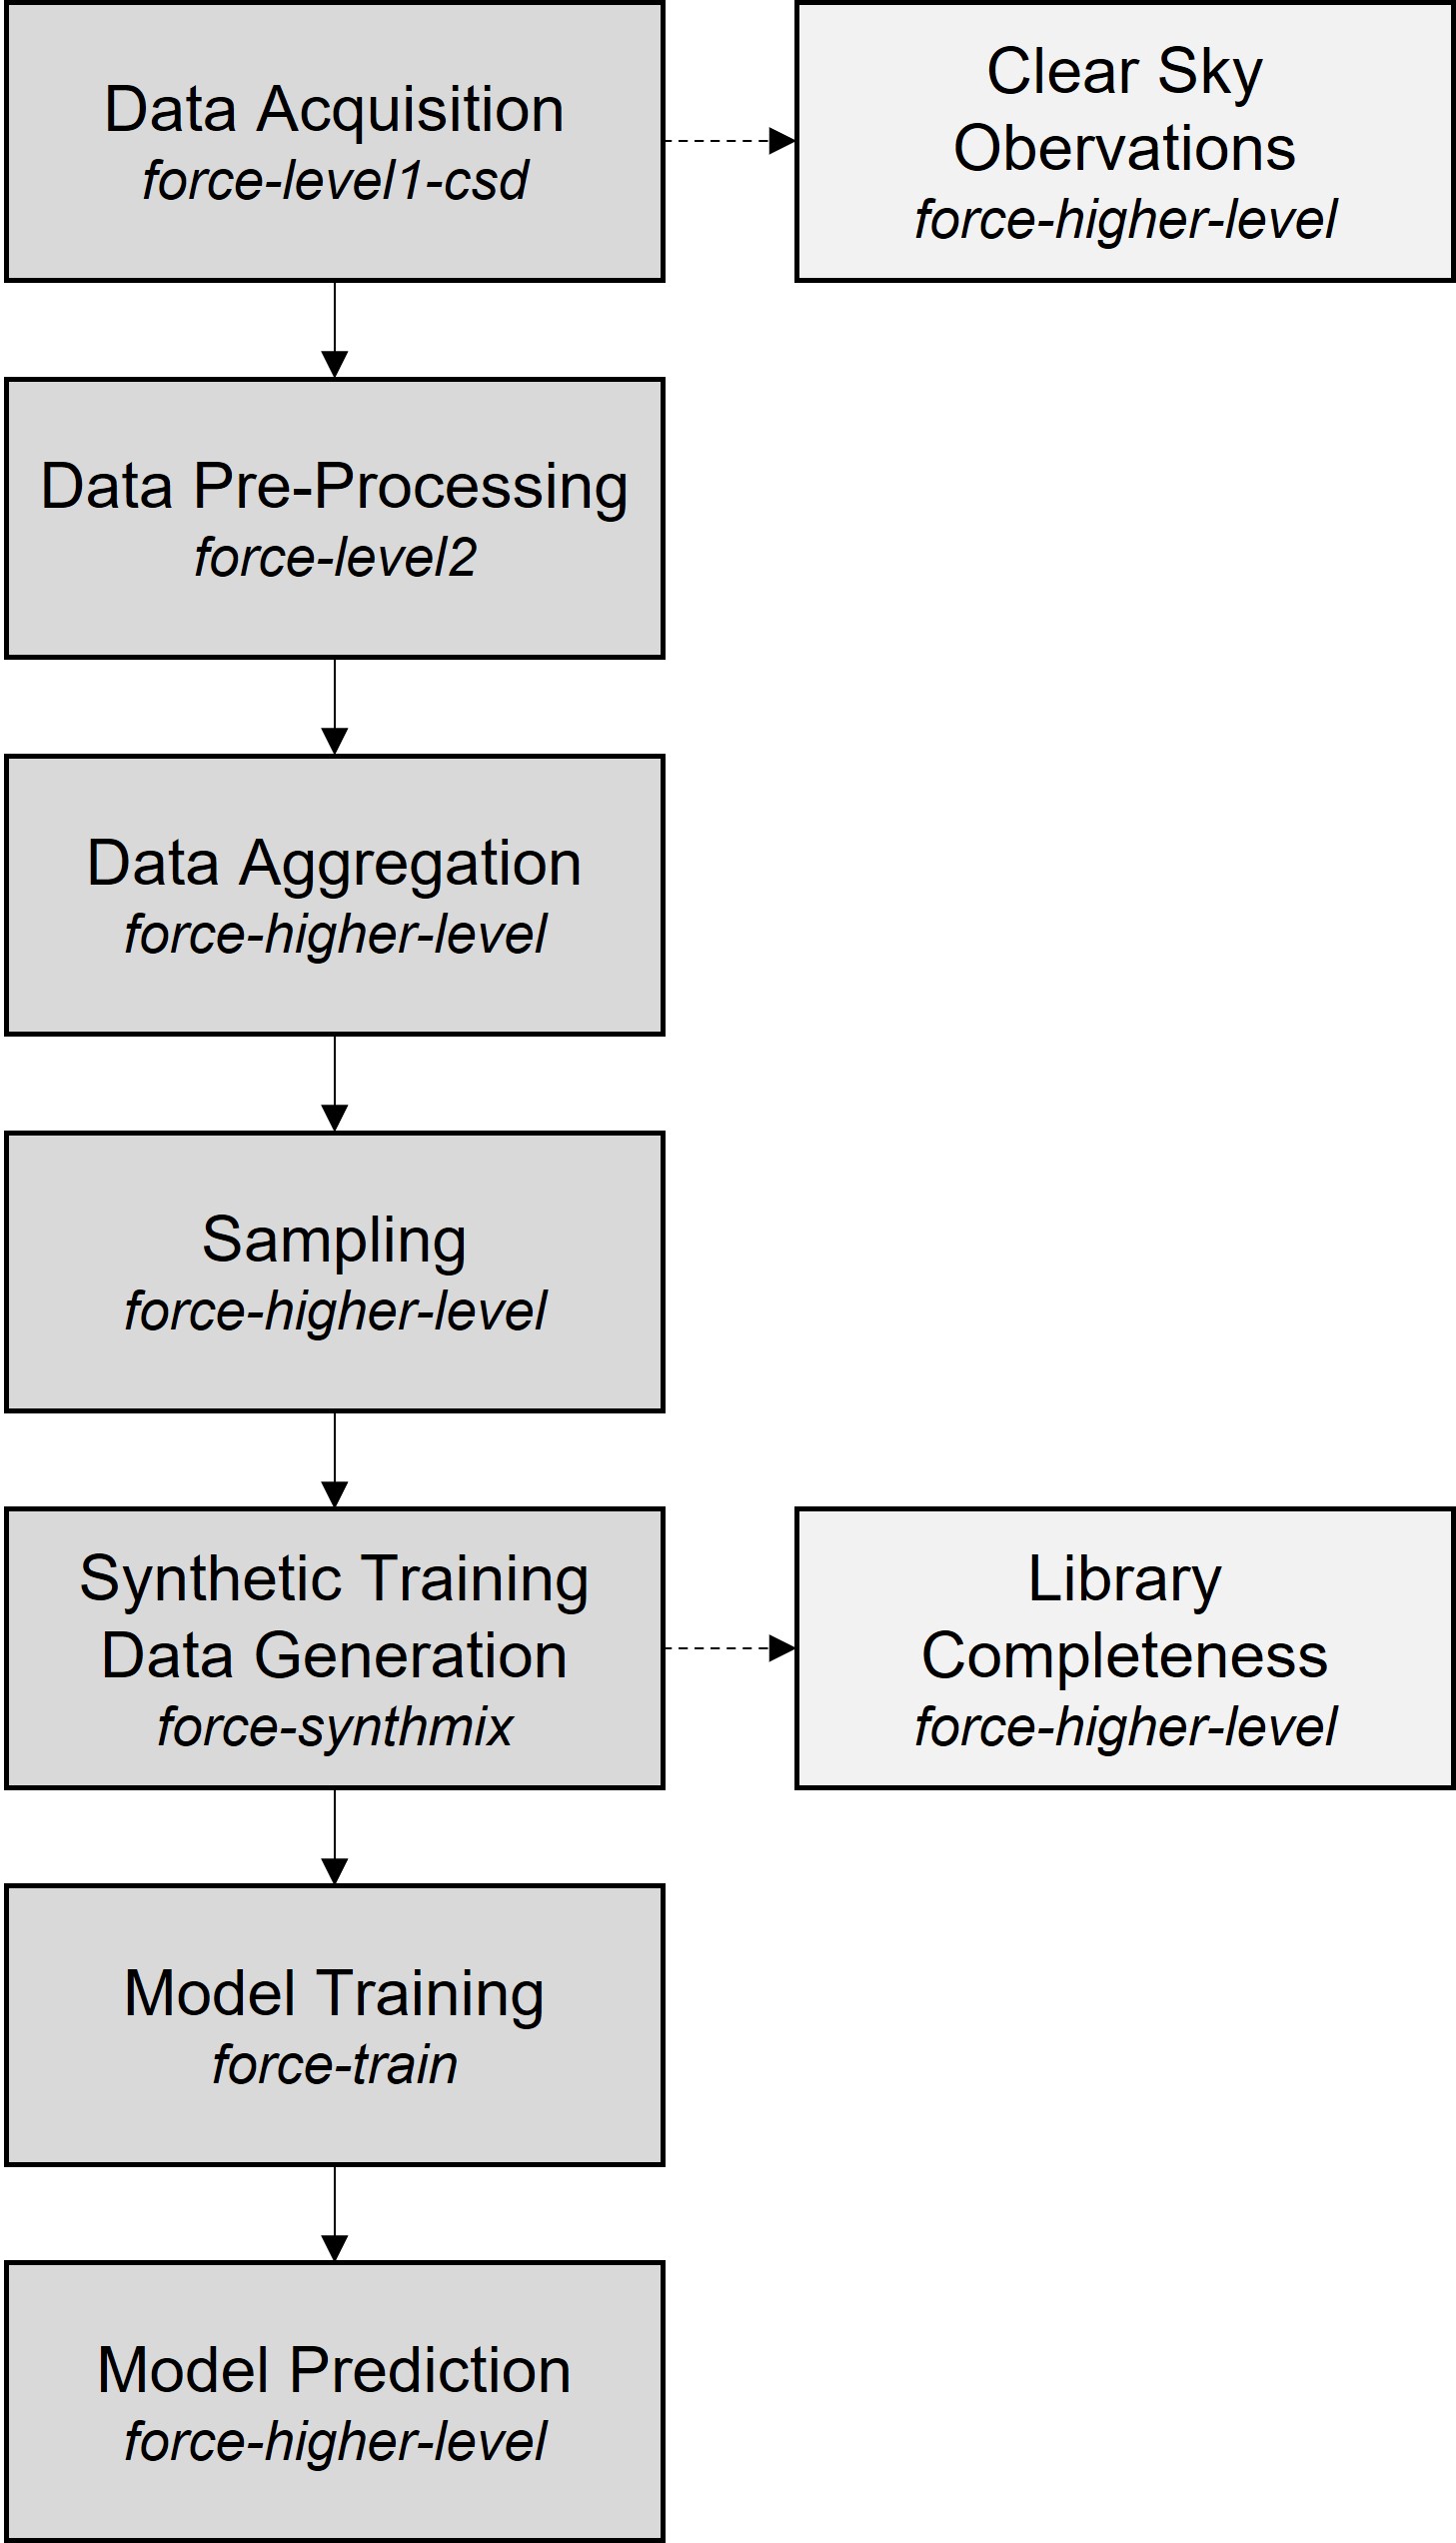 Data Acquisition
force-level1-csd
Clear Sky
Obervations
force-higher-level
Data Pre-Processing
force-level2
Data Aggregation
force-higher-level
Sampling
force-higher-level
Synthetic Training
Data Generation
force-synthmix
Library
Completeness
force-higher-level
Model Training
force-train
Model Prediction
force-higher-level